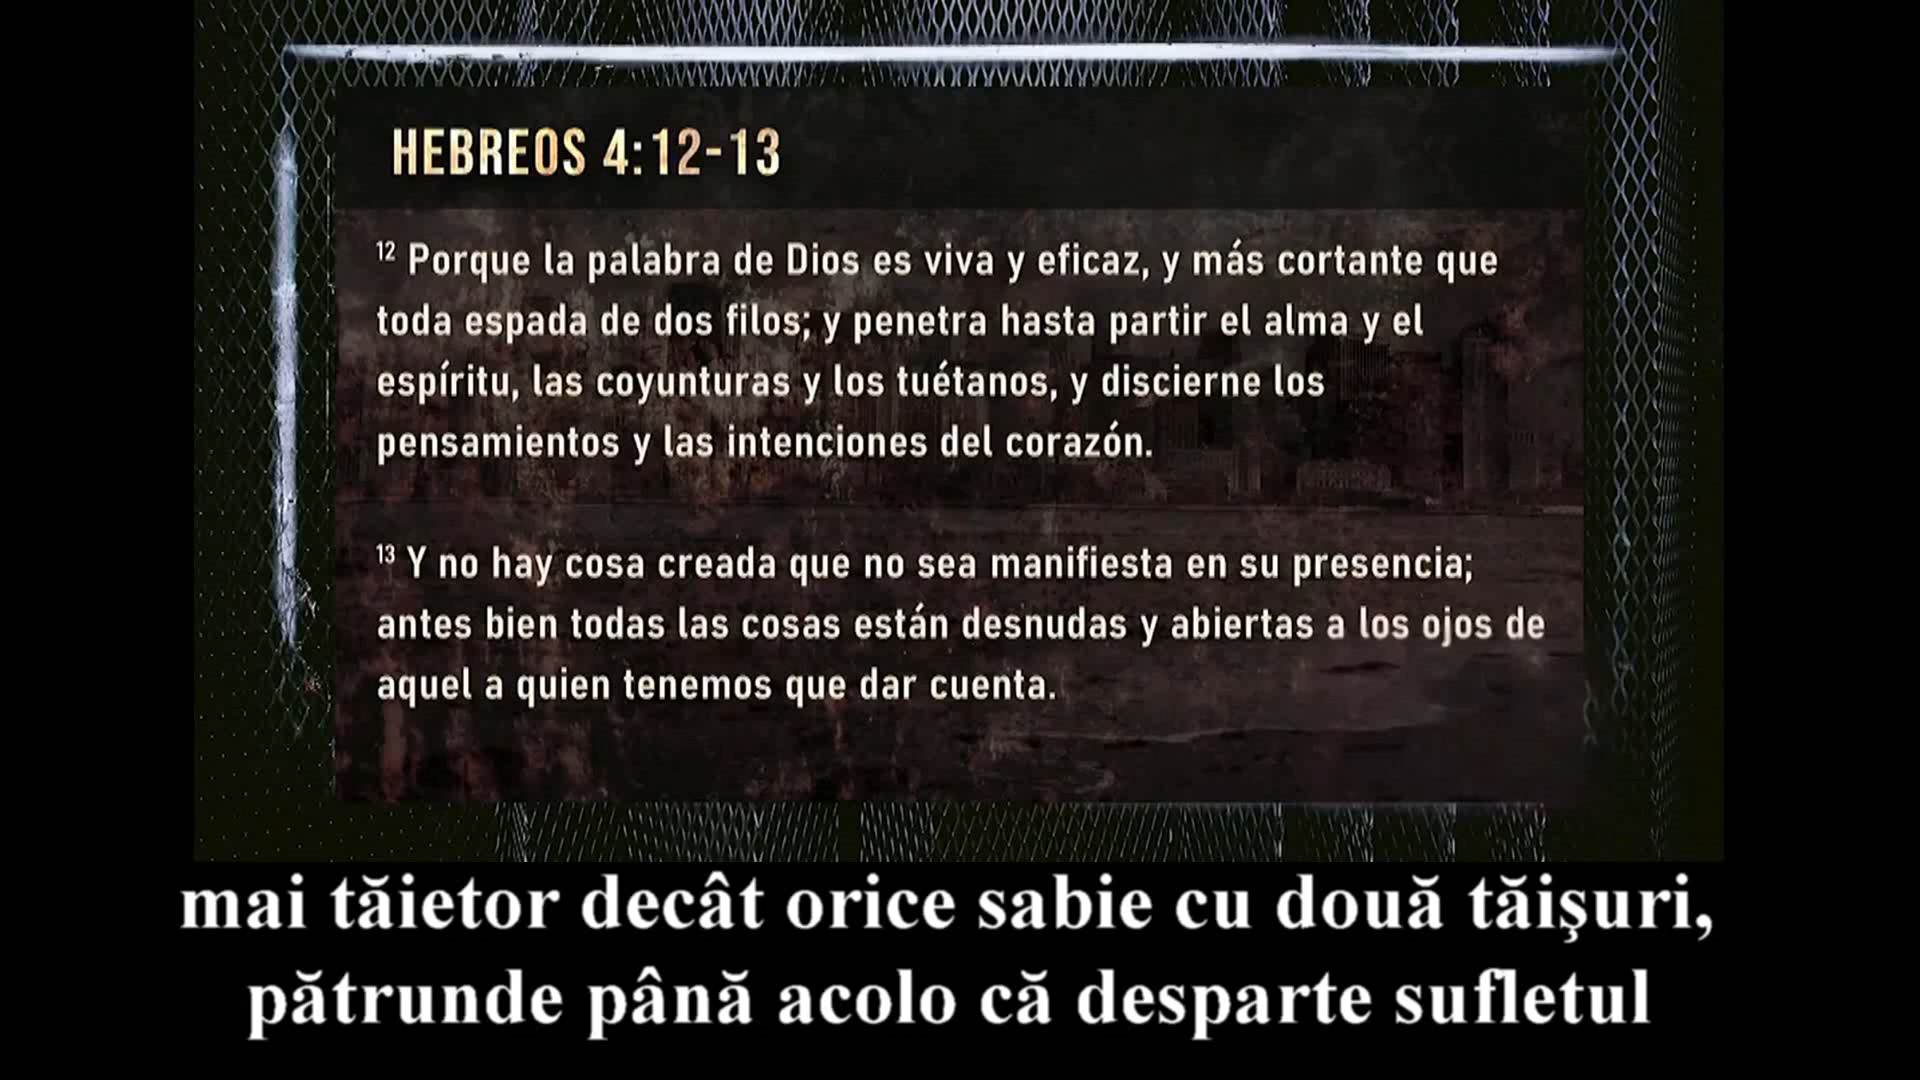 HEBREOS 4:12-13
12 Porque la palabra de Dios es viva y eficaz, y más cortante que
toda espada de dos filos; y penetra hasta partir el alma y el
espíritu, las coyunturas y los tuétanos, y discierne los
pensamientos y las intenciones del corazón.
13 Y no hay cosa creada que no sea manifiesta en su presencia;
antes bien todas las cosas están desnudas y abiertas a los ojos de
aquel a quien tenemos que dar cuenta.
mai tăietor decât orice sabie cu două tăişuri,
pătrunde până acolo că desparte sufletul